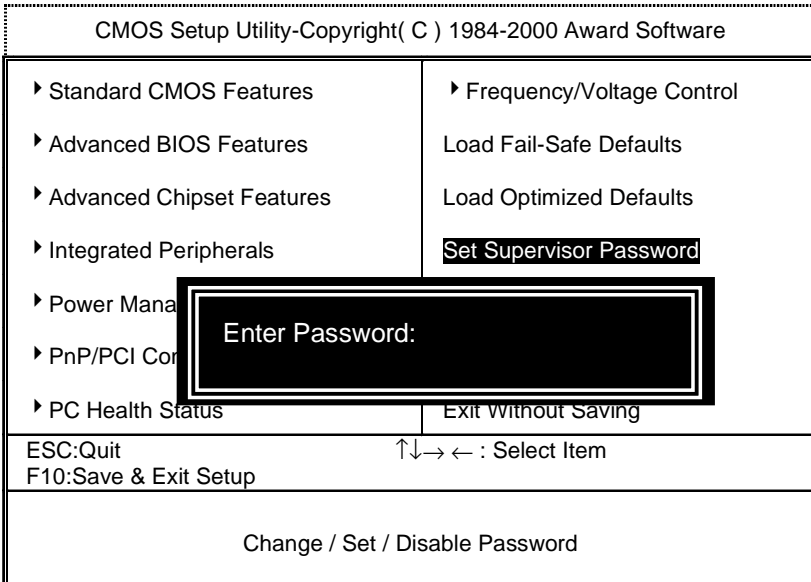 CMOS Setup Utility-Copyright( C ) 1984-2000 Award Software
Standard CMOS Features
Advanced BIOS Features
Advanced Chipset Features
Integrated Peripherals
Power Mana
PnP/PCI Con
PC Health Status
Frequency/Voltage Control
Load Fail-Safe Defaults
Load Optimized Defaults
Set Supervisor Password
Exit Without Saving
Enter Password:
ESC:Quit ↑↓→ ← : Select Item
F10:Save & Exit Setup
Change / Set / Disable Password